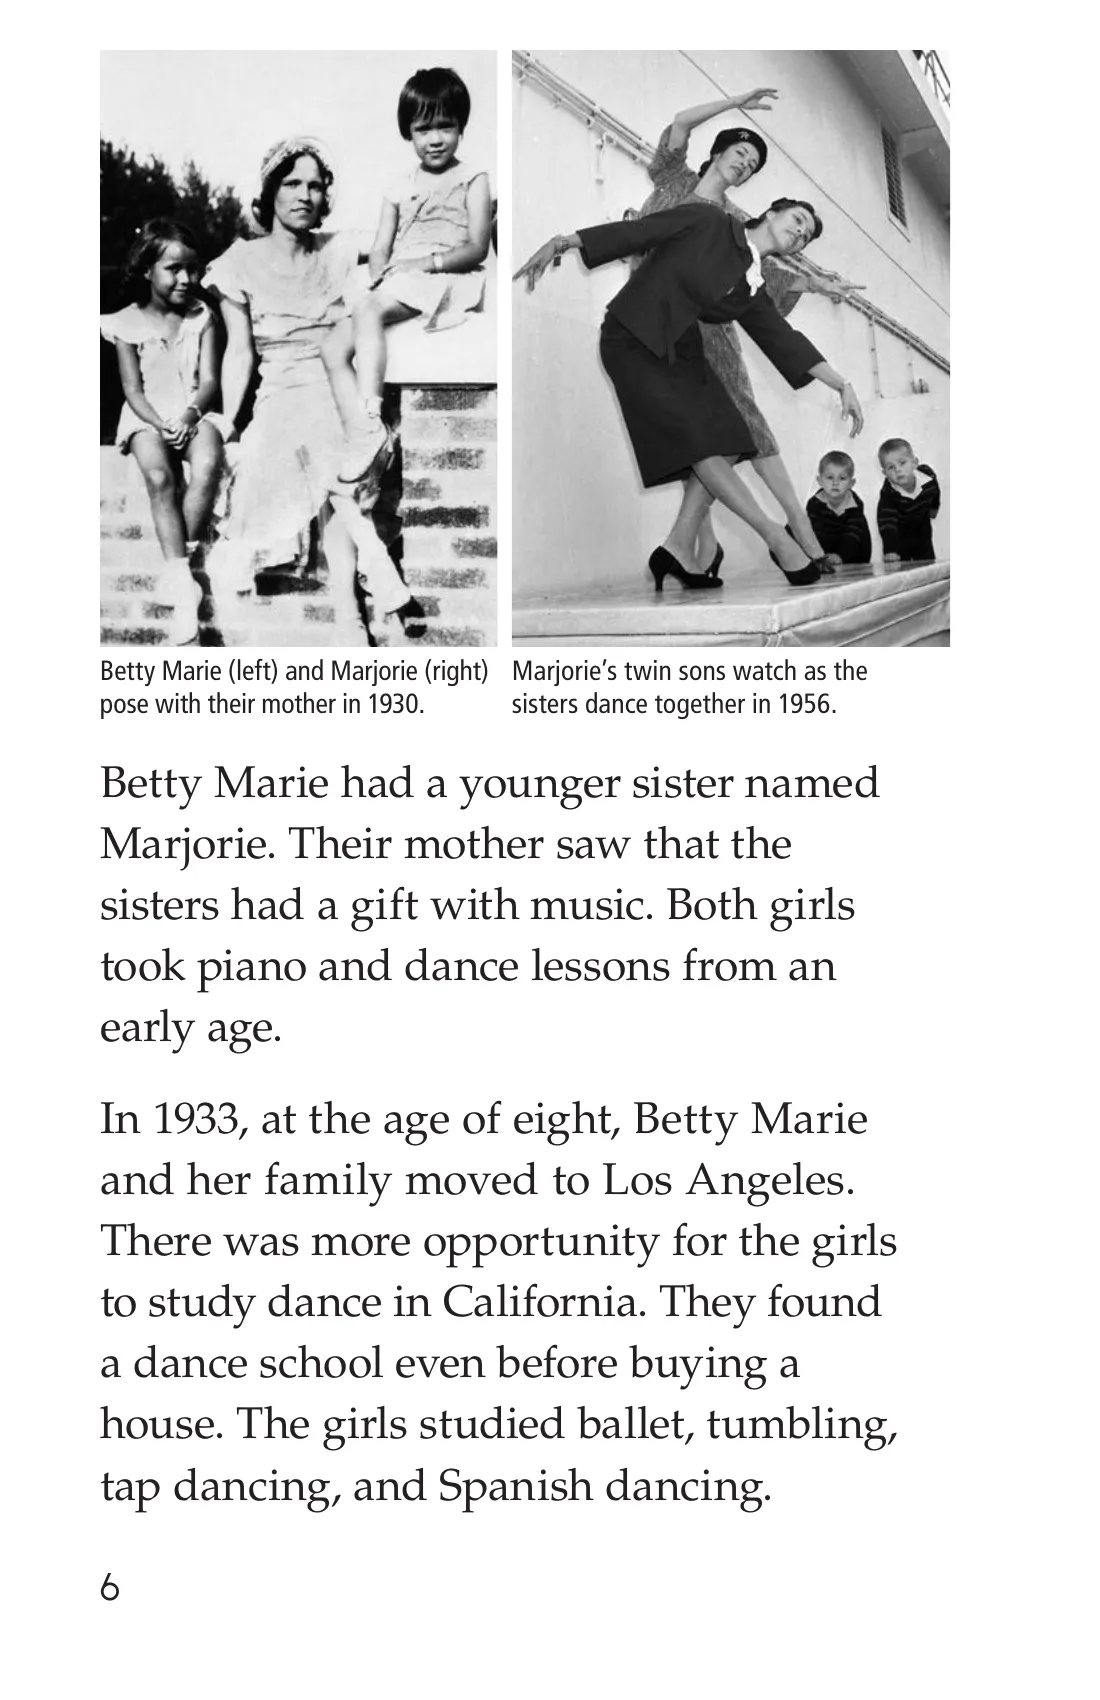 Betty Marie (left) and Marjorie (right)
pose with their mother in 1930.
Marjorie’s twin sons watch as the
sisters dance together in 1956.
Betty Marie had a younger sister named
Marjorie. Their mother saw that the
sisters had a gift with music. Both girls
took piano and dance lessons from an
early age.
In 1933, at the age of eight, Betty Marie
and her family moved to Los Angeles.
There was more opportunity for the girls
to study dance in California. They found
a dance school even before buying a
house. The girls studied ballet, tumbling,
tap dancing, and Spanish dancing.
6